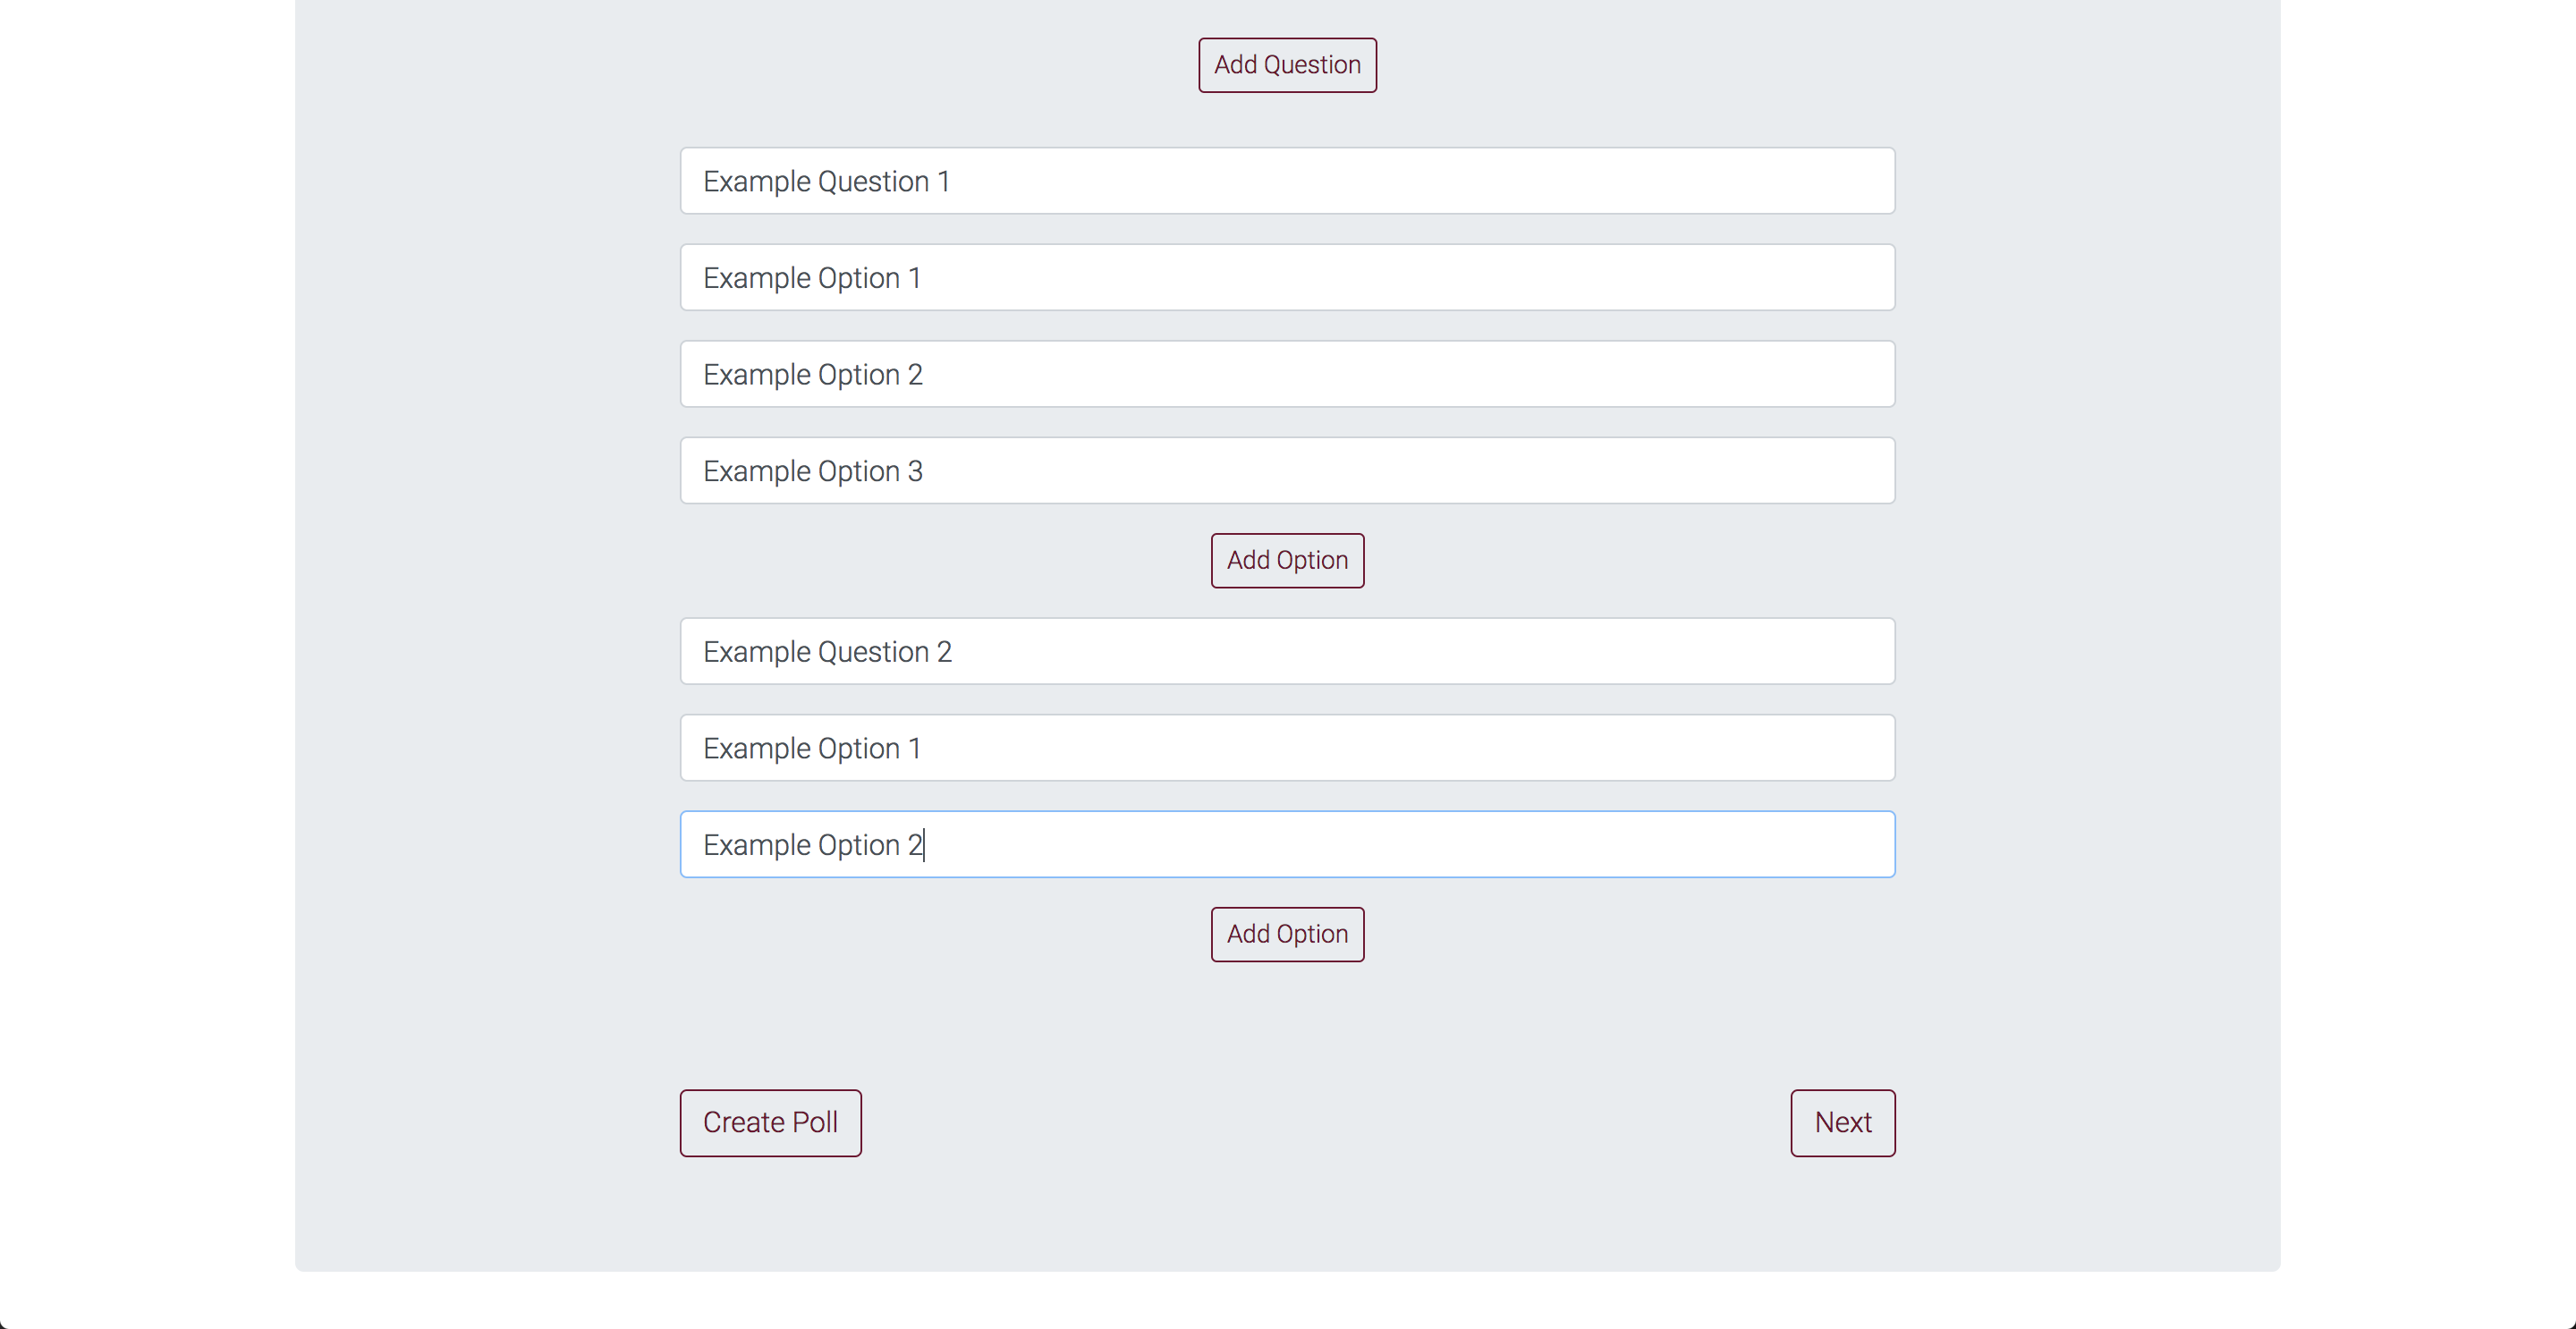 Add Question
Example Question 1
Example Option 1
Example Option 2
Example Option 3
Add Option
Example Question 2
Example Option 1
Example Option 2
Add Option
Create Poll
Next